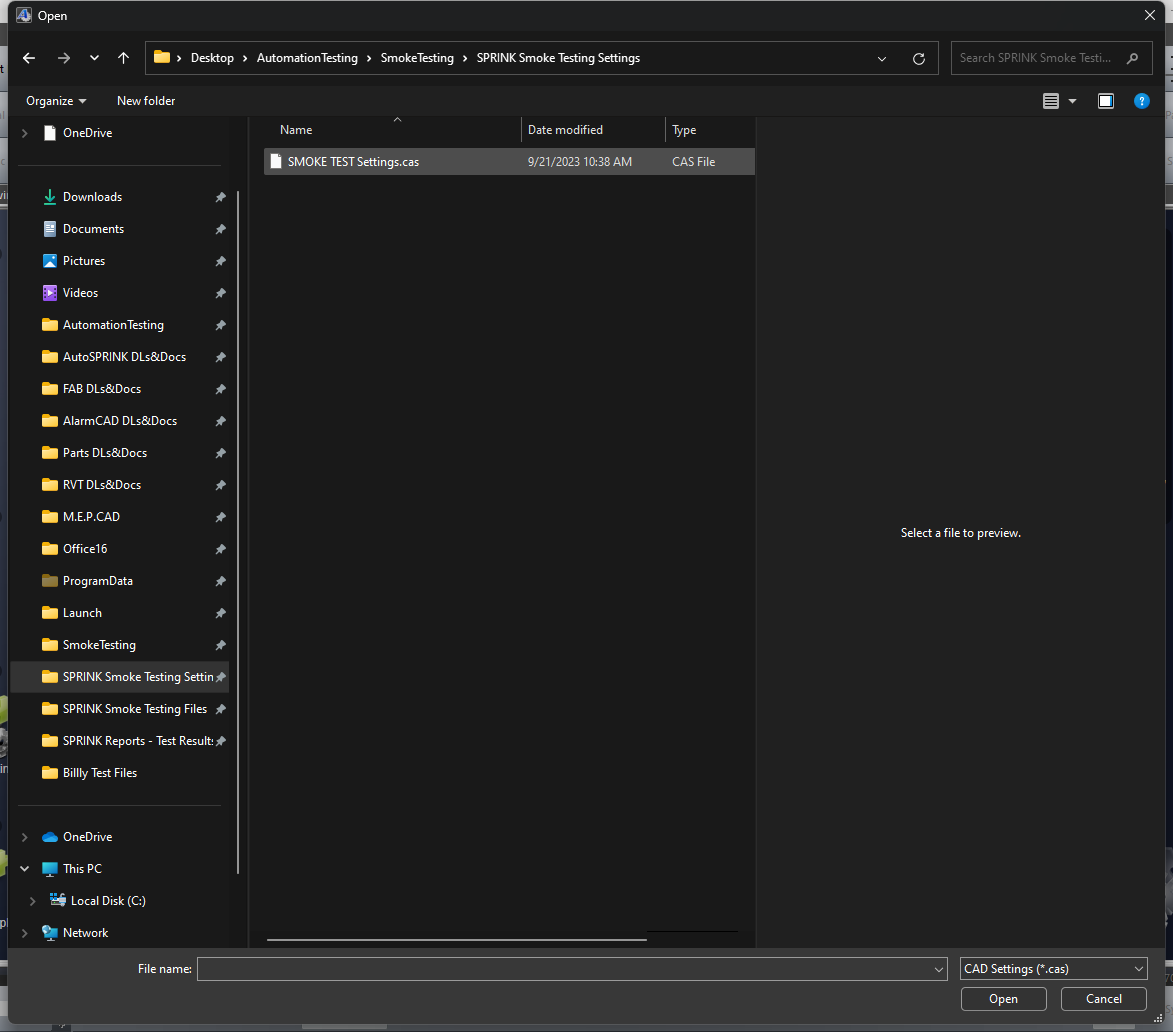 Open
Desktop > AutomationTesting > SmokeTesting > SPRINK Smoke Testing Settings
Search SPRINK Smoke Testi...
Organize
New folder
?
OneDrive
Downloads
Documents
Pictures
Videos
AutomationTesting
AutoSPRINK DLs&Docs
FAB DLs&Docs
AlarmCAD DLs&Docs
Parts DLs&Docs
RVT DLs&Docs
M.E.P.CAD
Office16
ProgramData
Launch
SmokeTesting
SPRINK Smoke Testing Settin
SPRINK Smoke Testing Files
SPRINK Reports - Test Results
Billly Test Files
OneDrive
This PC
Local Disk (C:)
Network
Name Date modified Type
SMOKE TEST Settings.cas 9/21/2023 10:38 AM CAS File
Select a file to preview.
File name:
CAD Settings (*.cas)
Open
Cancel